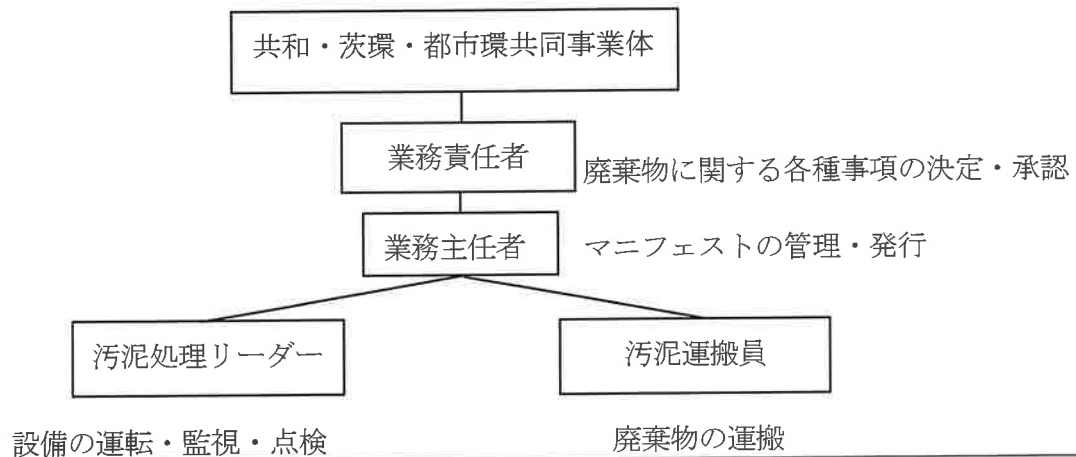 共和・茨環・都市環共同事業体
業務責任者
廃棄物に関する各種事項の決定・承認
業務主任者
マニフェストの管理・発行
汚泥処理リーダー
汚泥運搬員
設備の運転・監視・点検
廃棄物の運搬